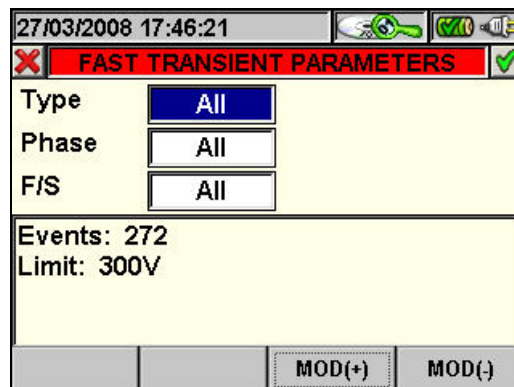 27/03/2008 17:46:21
FAST TRANSIENT PARAMETERS
Type All
Phase All
F/S All
Events: 272
Limit: 300V
MOD(+) MOD(-)